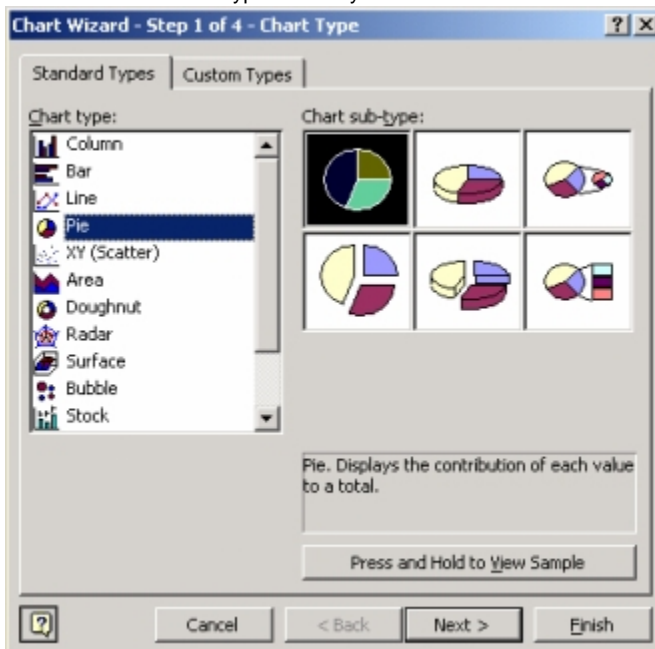 Chart Wizard - Step 1 of 4 - Chart Type
Standard Types Custom Types
Chart type: Chart sub-type:
Column
Bar
Line
Pie
XY (Scatter)
Area
Doughnut
Radar
Surface
Bubble
Stock
Pie. Displays the contribution of each value
to a total.
Press and Hold to View Sample
Cancel < Back Next > Finish